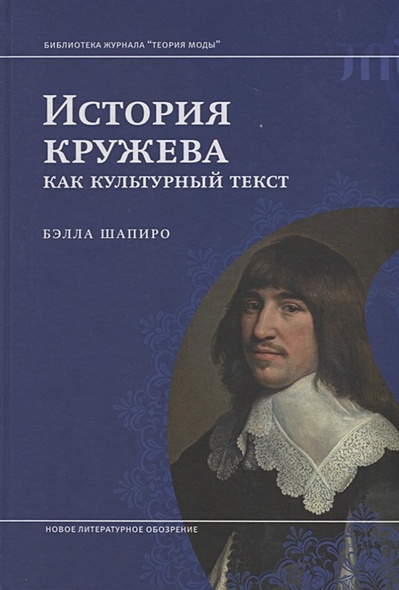 БИБЛИОТЕКА ЖУРНАЛА "ТЕОРИЯ МОДЫ"
ИСТОРИЯ
КРУЖЕВА
КАК КУЛЬТУРНЫЙ ТЕКСТ
БЭЛЛА ШАПИРО
НОВОЕ ЛИТЕРАТУРНОЕ ОБОЗРЕНИЕ